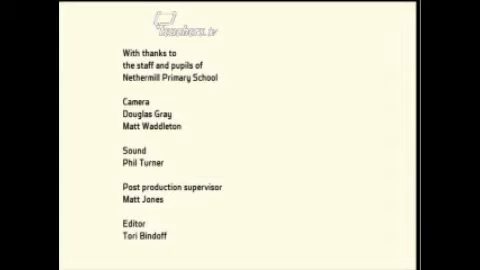 Teachers.tv
With thanks to
the staff and pupils of
Nethermill Primary School
Camera
Douglas Gray
Matt Waddleton
Sound
Phil Turner
Post production supervisor
Matt Jones
Editor
Tori Bindoff